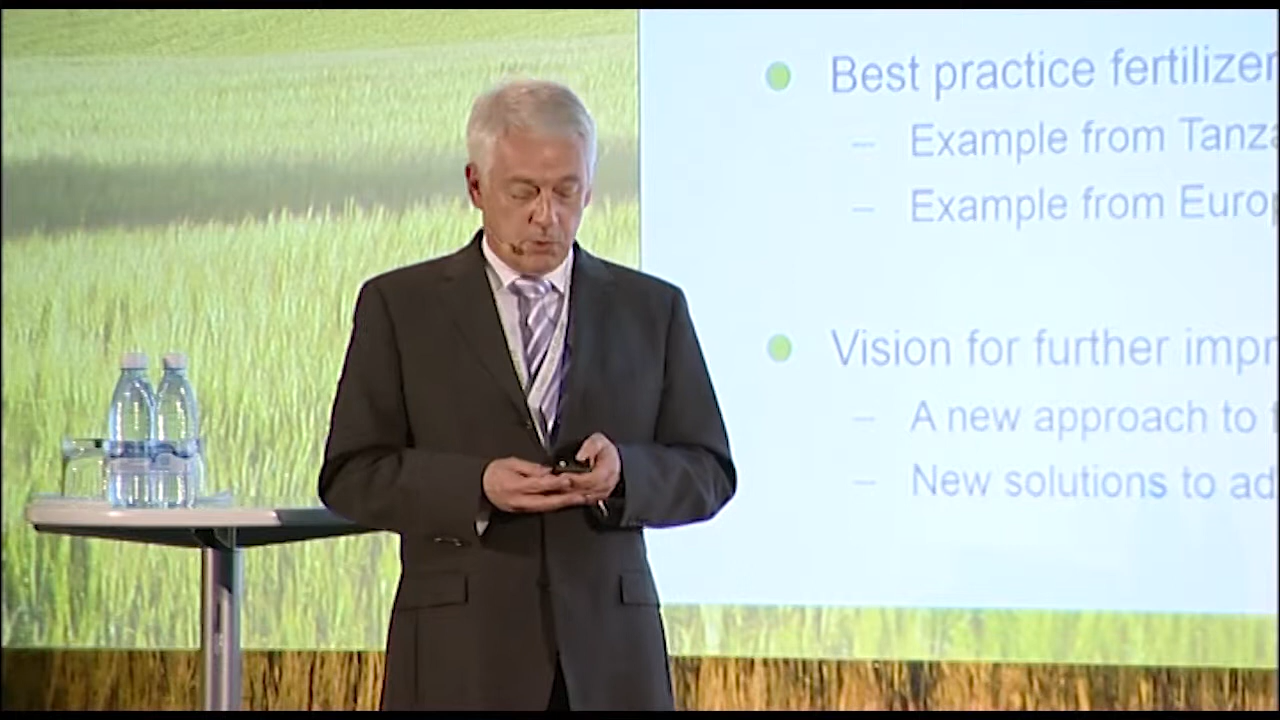 Best practice fertilizer
– Example from Tanza
– Example from Europ
Vision for further impr
– A new approach to f
– New solutions to ad